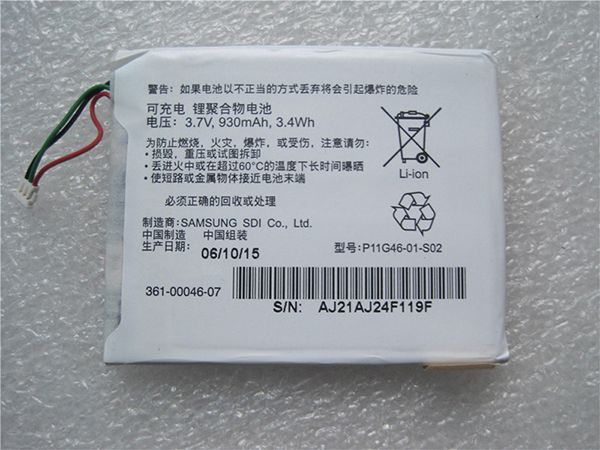 警告: 如果电池以不正当的方式丢弃将会引起爆炸的危险
可充电 锂聚合物电池
电压: 3.7V, 930mAh, 3.4Wh
为防止燃烧，火灾，爆炸，或受伤，注意请勿:
• 损毁，重压或试图拆卸
• 丢进火中或在超过60°C的温度下长时间曝晒
• 使短路或金属物体接近电池末端
Li-ion
必须正确的回收或处理
制造商: SAMSUNG SDI Co., Ltd.
中国制造 中国组装
生产日期: 06/10/15
型号:P11G46-01-S02
361-00046-07
S/N: AJ21AJ24F119F